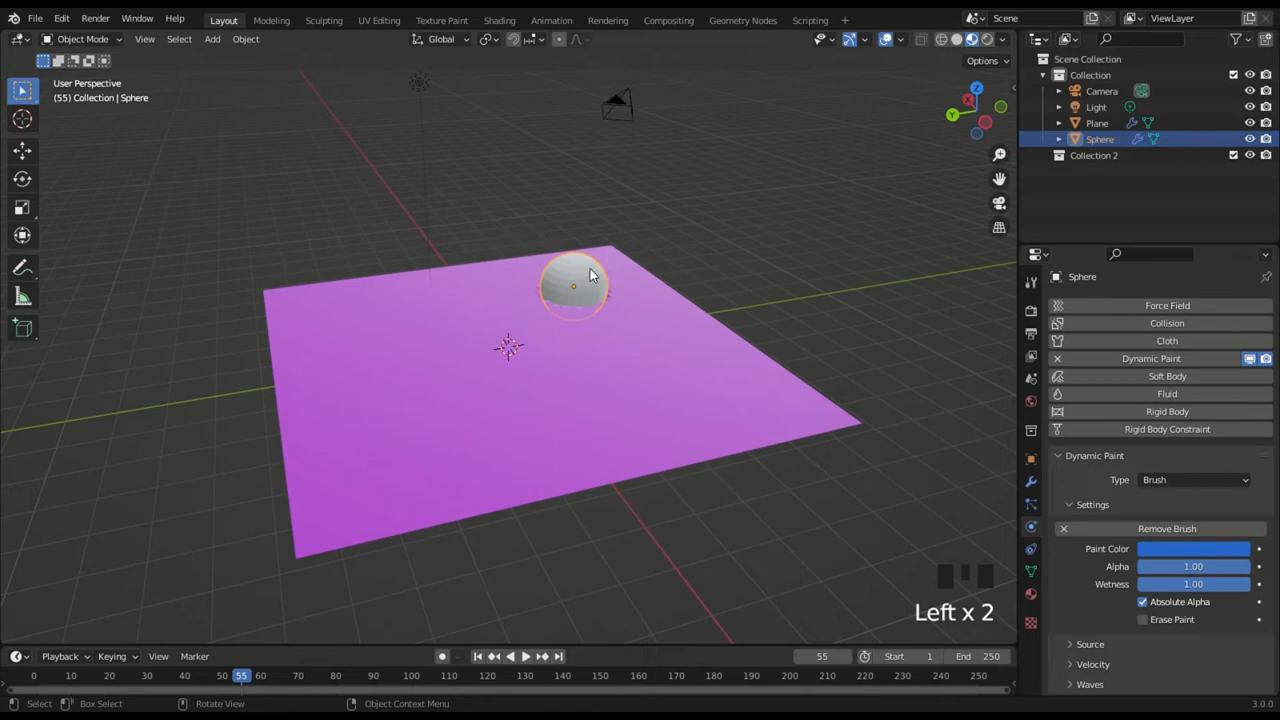 File Edit Render Window Help Layout Modeling Sculpting UV Editing Texture Paint Shading Animation Rendering Compositing Geometry Nodes Scripting + Scene ViewLayer
Object Mode View Select Add Object Global
Options
User Perspective
(55) Collection | Sphere
Z
X
Y
Scene Collection
Collection
Camera
Light
Plane
Sphere
Collection 2
Sphere
Force Field
Collision
Cloth
Dynamic Paint
Soft Body
Fluid
Rigid Body
Rigid Body Constraint
Dynamic Paint
Type Brush
Settings
Remove Brush
Paint Color
Alpha 1.00
Wetness 1.00
Absolute Alpha
Erase Paint
Source
Velocity
Waves
Left x 2
Playback Keying View Marker 55 Start 1 End 250
0 10 20 30 40 50 55 60 70 80 90 100 110 120 130 140 150 160 170 180 190 200 210 220 230 240 250
Select Box Select Rotate View Object Context Menu 3.0.0